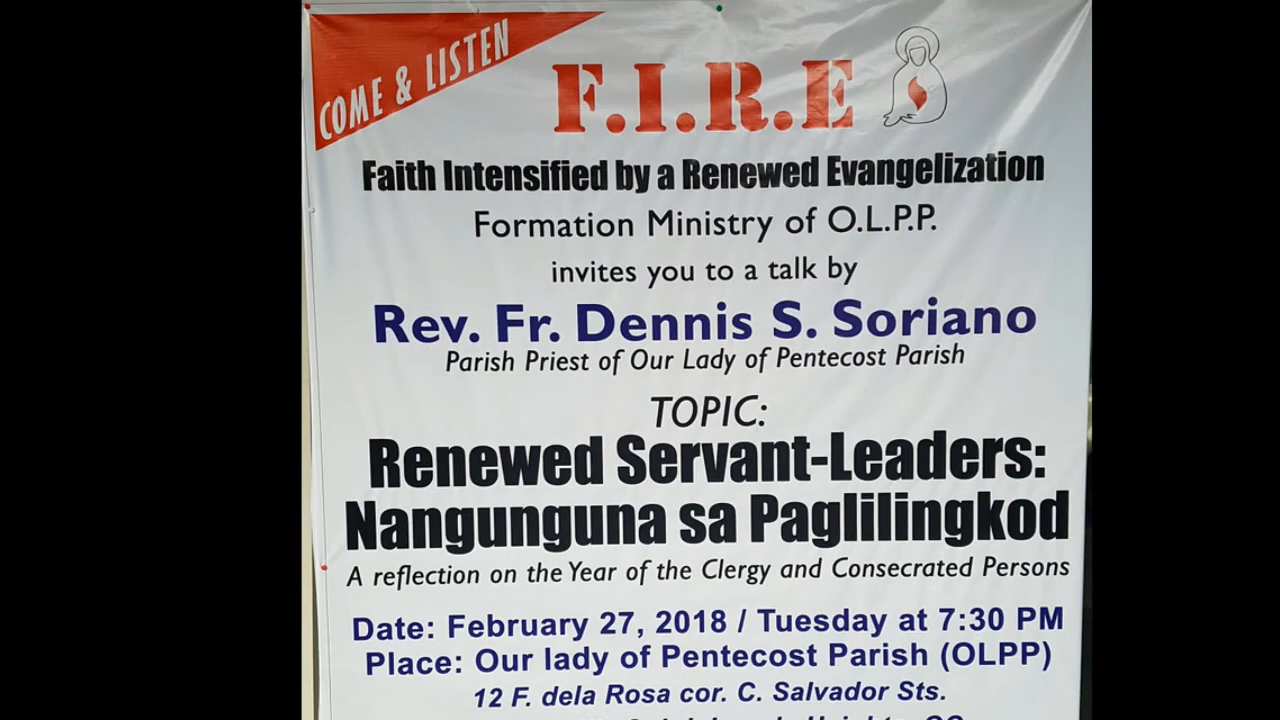 COME & LISTEN
F.I.R.E
Faith Intensified by a Renewed Evangelization
Formation Ministry of O.L.P.P.
invites you to a talk by
Rev. Fr. Dennis S. Soriano
Parish Priest of Our Lady of Pentecost Parish
TOPIC:
Renewed Servant-Leaders:
Nangunguna sa Paglilingkod
A reflection on the Year of the Clergy and Consecrated Persons
Date: February 27, 2018 / Tuesday at 7:30 PM
Place: Our lady of Pentecost Parish (OLPP)
12 F. dela Rosa cor. C. Salvador Sts.